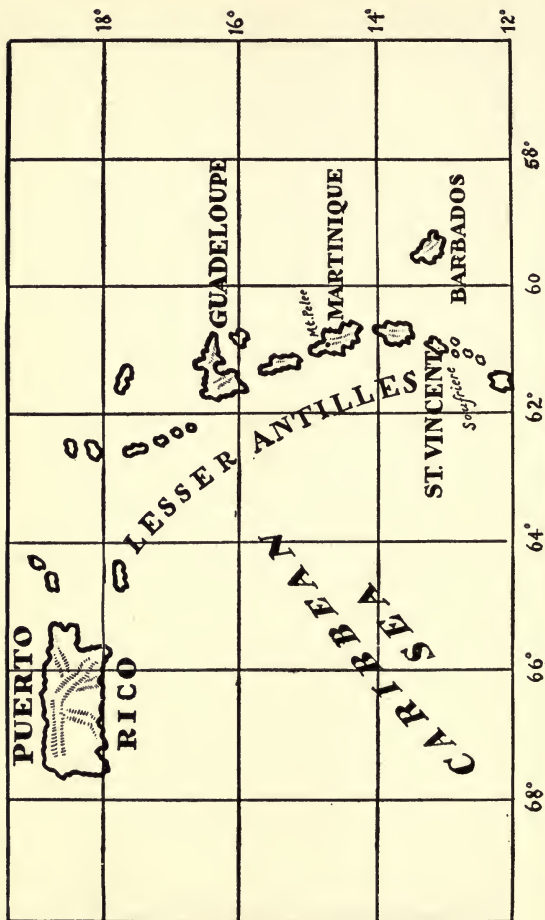 PUERTO
RICO
LESSER ANTILLES
GUADELOUPE
Mt. Pelee
MARTINIQUE
ST. VINCENT
Soufriere
BARBADOS
CARIBBEAN
SEA
18°
16°
14°
12°
68°
66°
64°
62°
60
58°